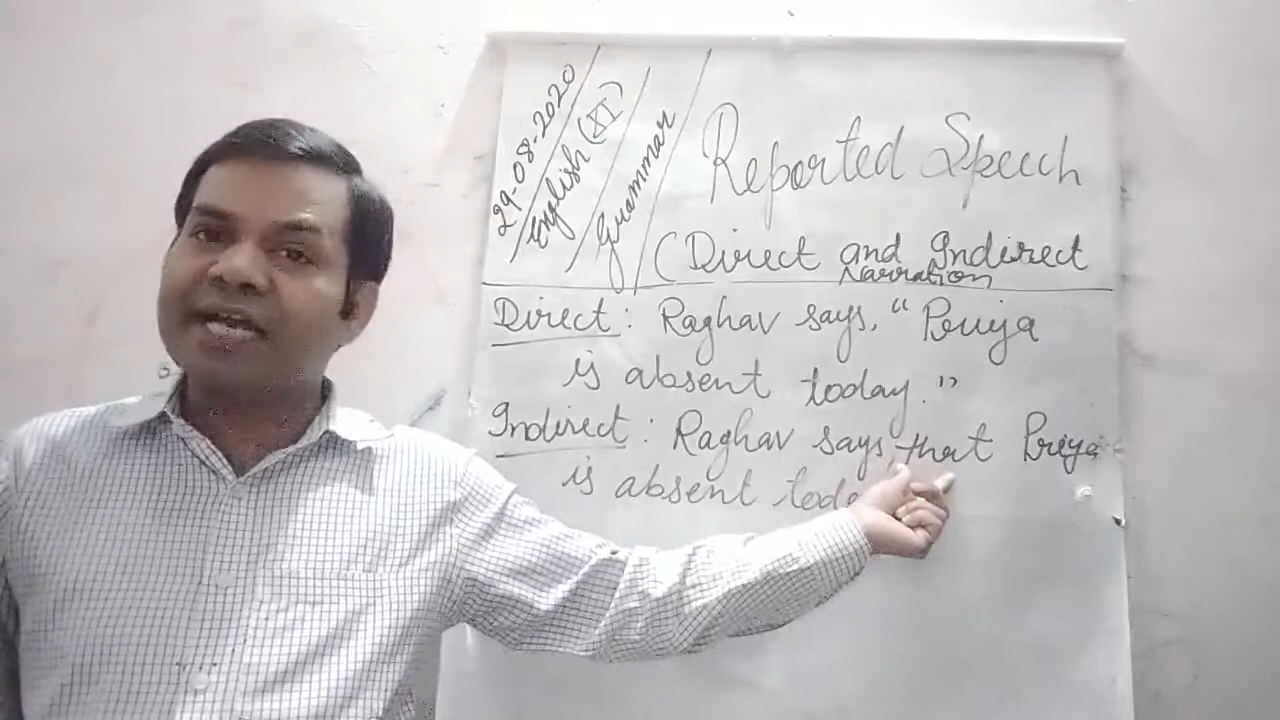 29-08-2020
English (XI)
Grammar
Reported Speech
(Direct and Indirect
Narration
Direct: Raghav says, "Priya
is absent today."
Indirect: Raghav says that Priya
is absent